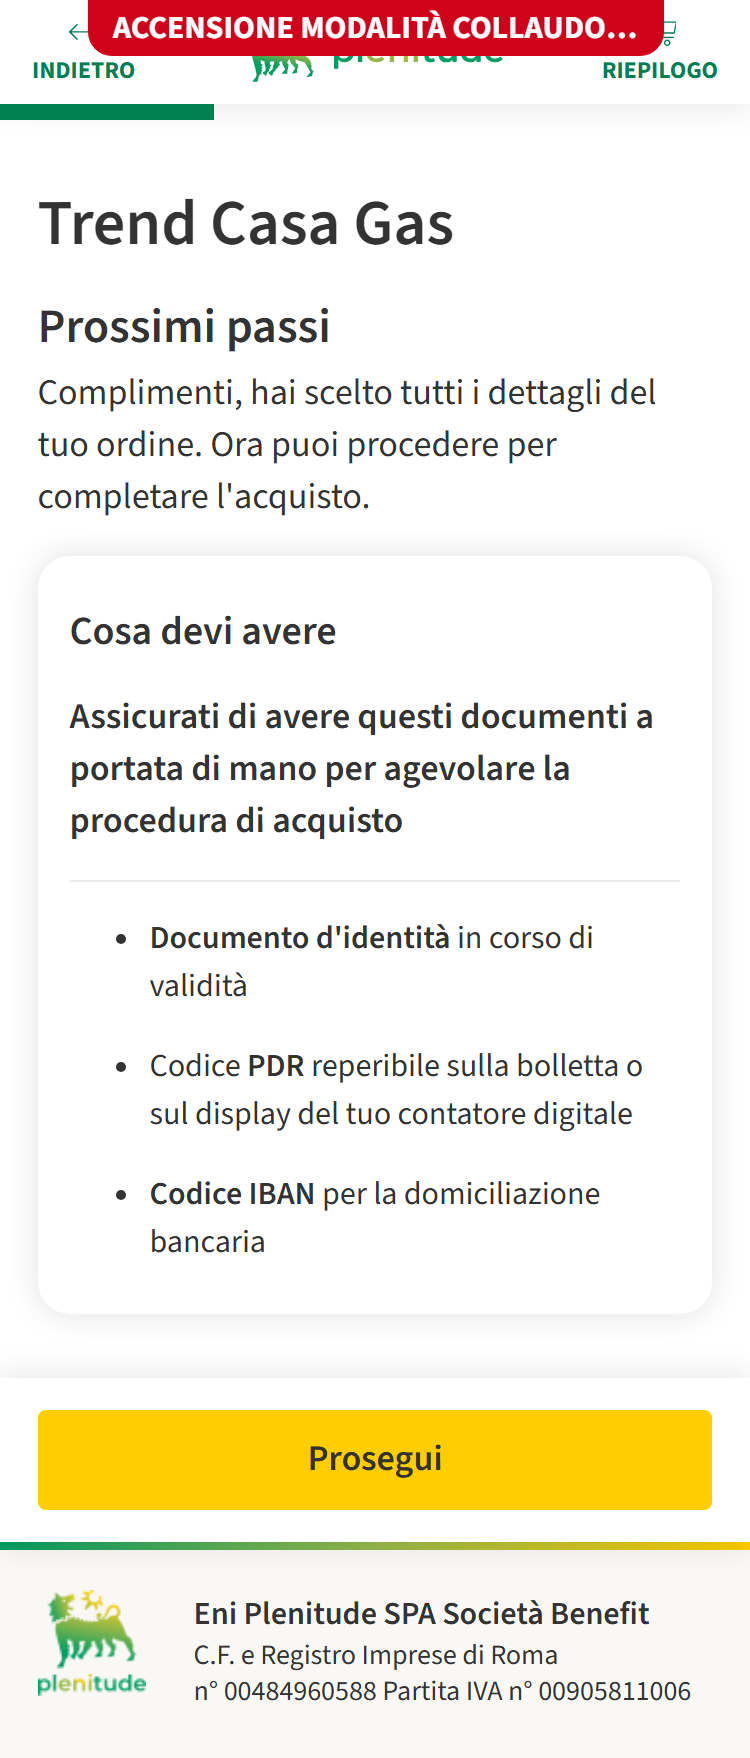 ACCENSIONE MODALITÀ COLLAUDO...
INDIETRO
plenitude
RIEPILOGO
Trend Casa Gas
Prossimi passi
Complimenti, hai scelto tutti i dettagli del
tuo ordine. Ora puoi procedere per
completare l'acquisto.
Cosa devi avere
Assicurati di avere questi documenti a
portata di mano per agevolare la
procedura di acquisto
• Documento d'identità in corso di
validità
• Codice PDR reperibile sulla bolletta o
sul display del tuo contatore digitale
• Codice IBAN per la domiciliazione
bancaria
Prosegui
plenitude
Eni Plenitude SPA Società Benefit
C.F. e Registro Imprese di Roma
n° 00484960588 Partita IVA n° 00905811006